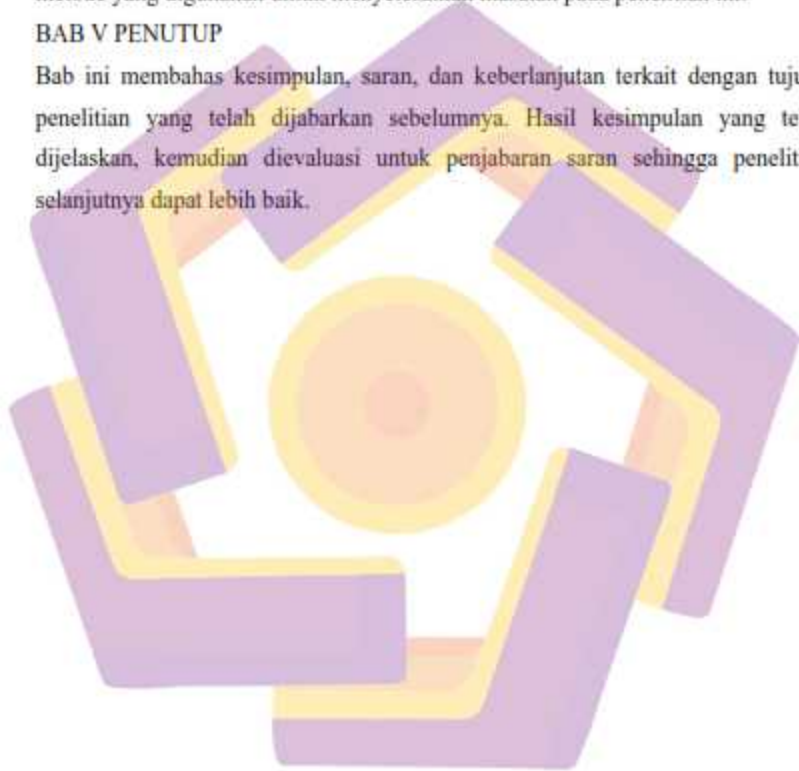 BAB V PENUTUP
Bab ini membahas kesimpulan, saran, dan keberlanjutan terkait dengan tuju
penelitian yang telah dijabarkan sebelumnya. Hasil kesimpulan yang te
dijelaskan, kemudian dievaluasi untuk penjabaran saran sehingga penelit
selanjutnya dapat lebih baik.